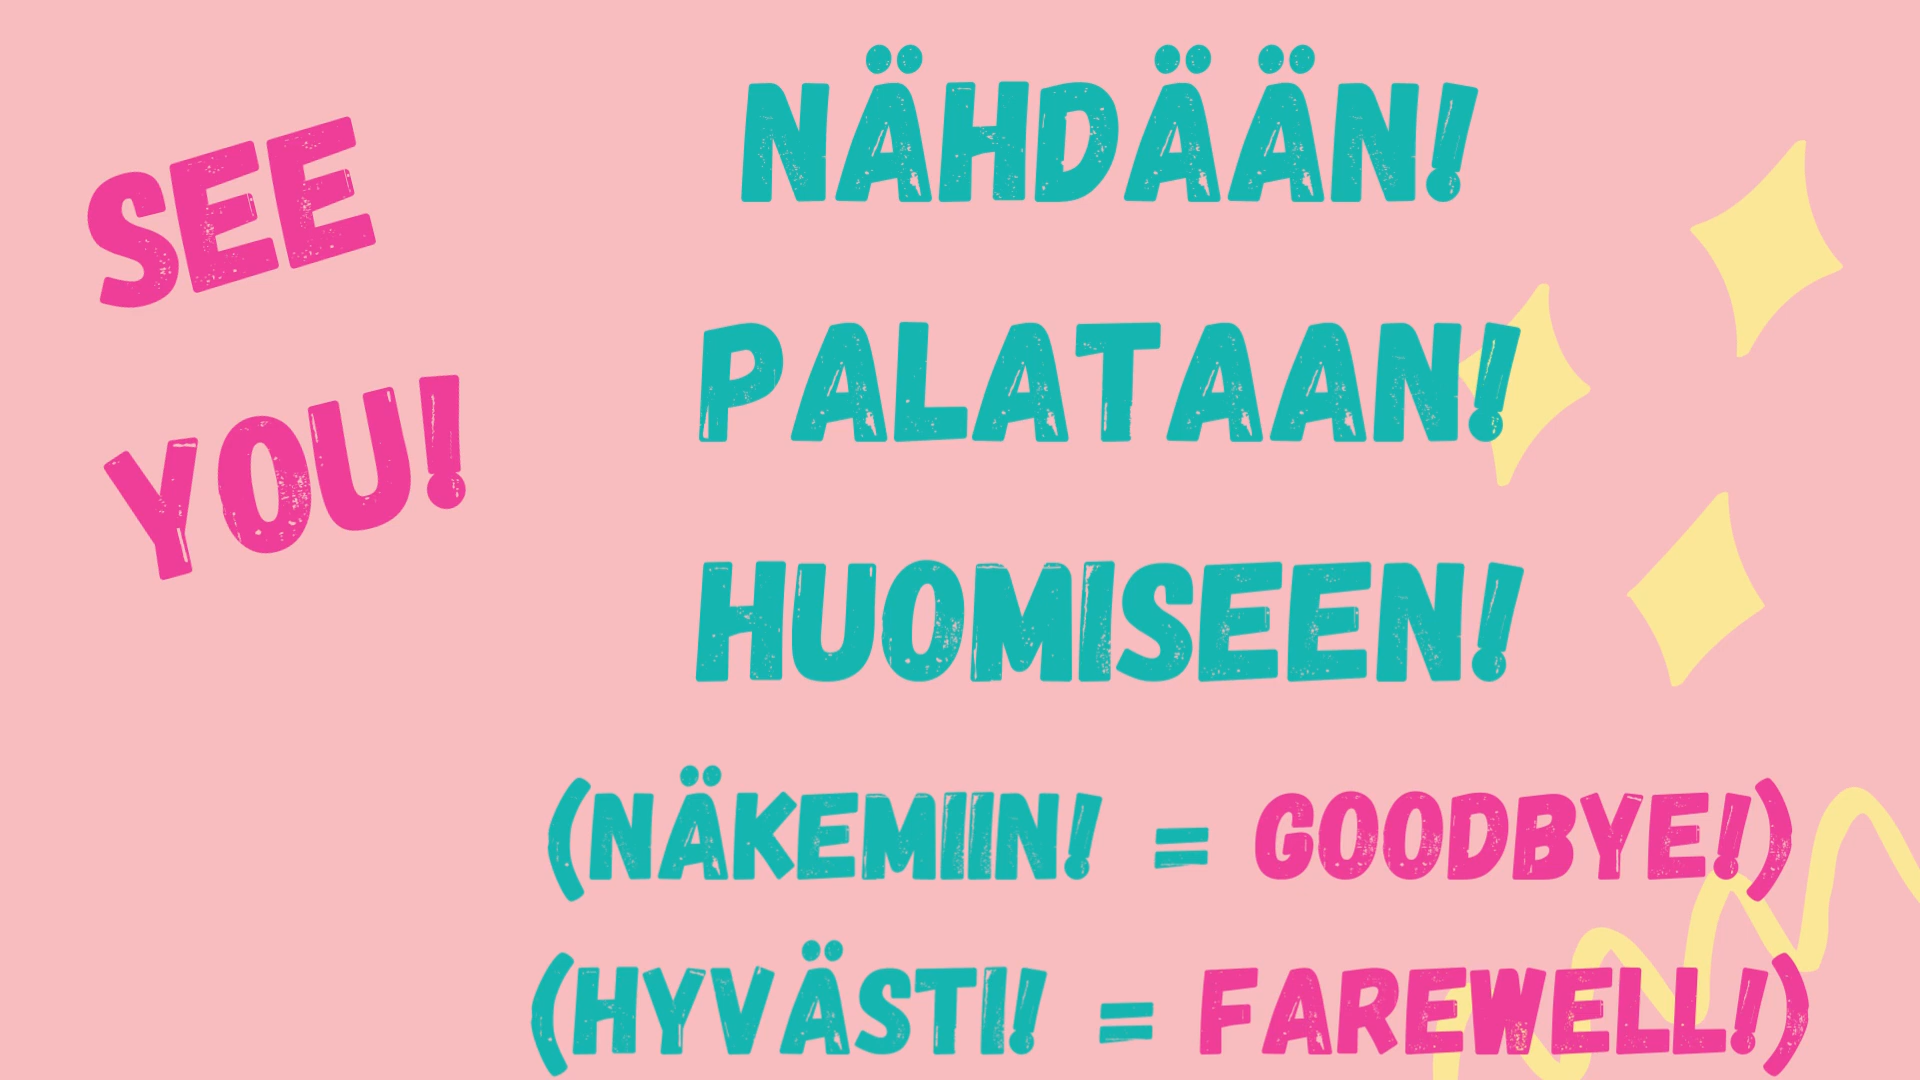 SEE
YOU!
NÄHDÄÄN!
PALATAAN!
HUOMISEEN!
(NÄKEMIIN! = GOODBYE!)
(HYVÄSTI! = FAREWELL!)